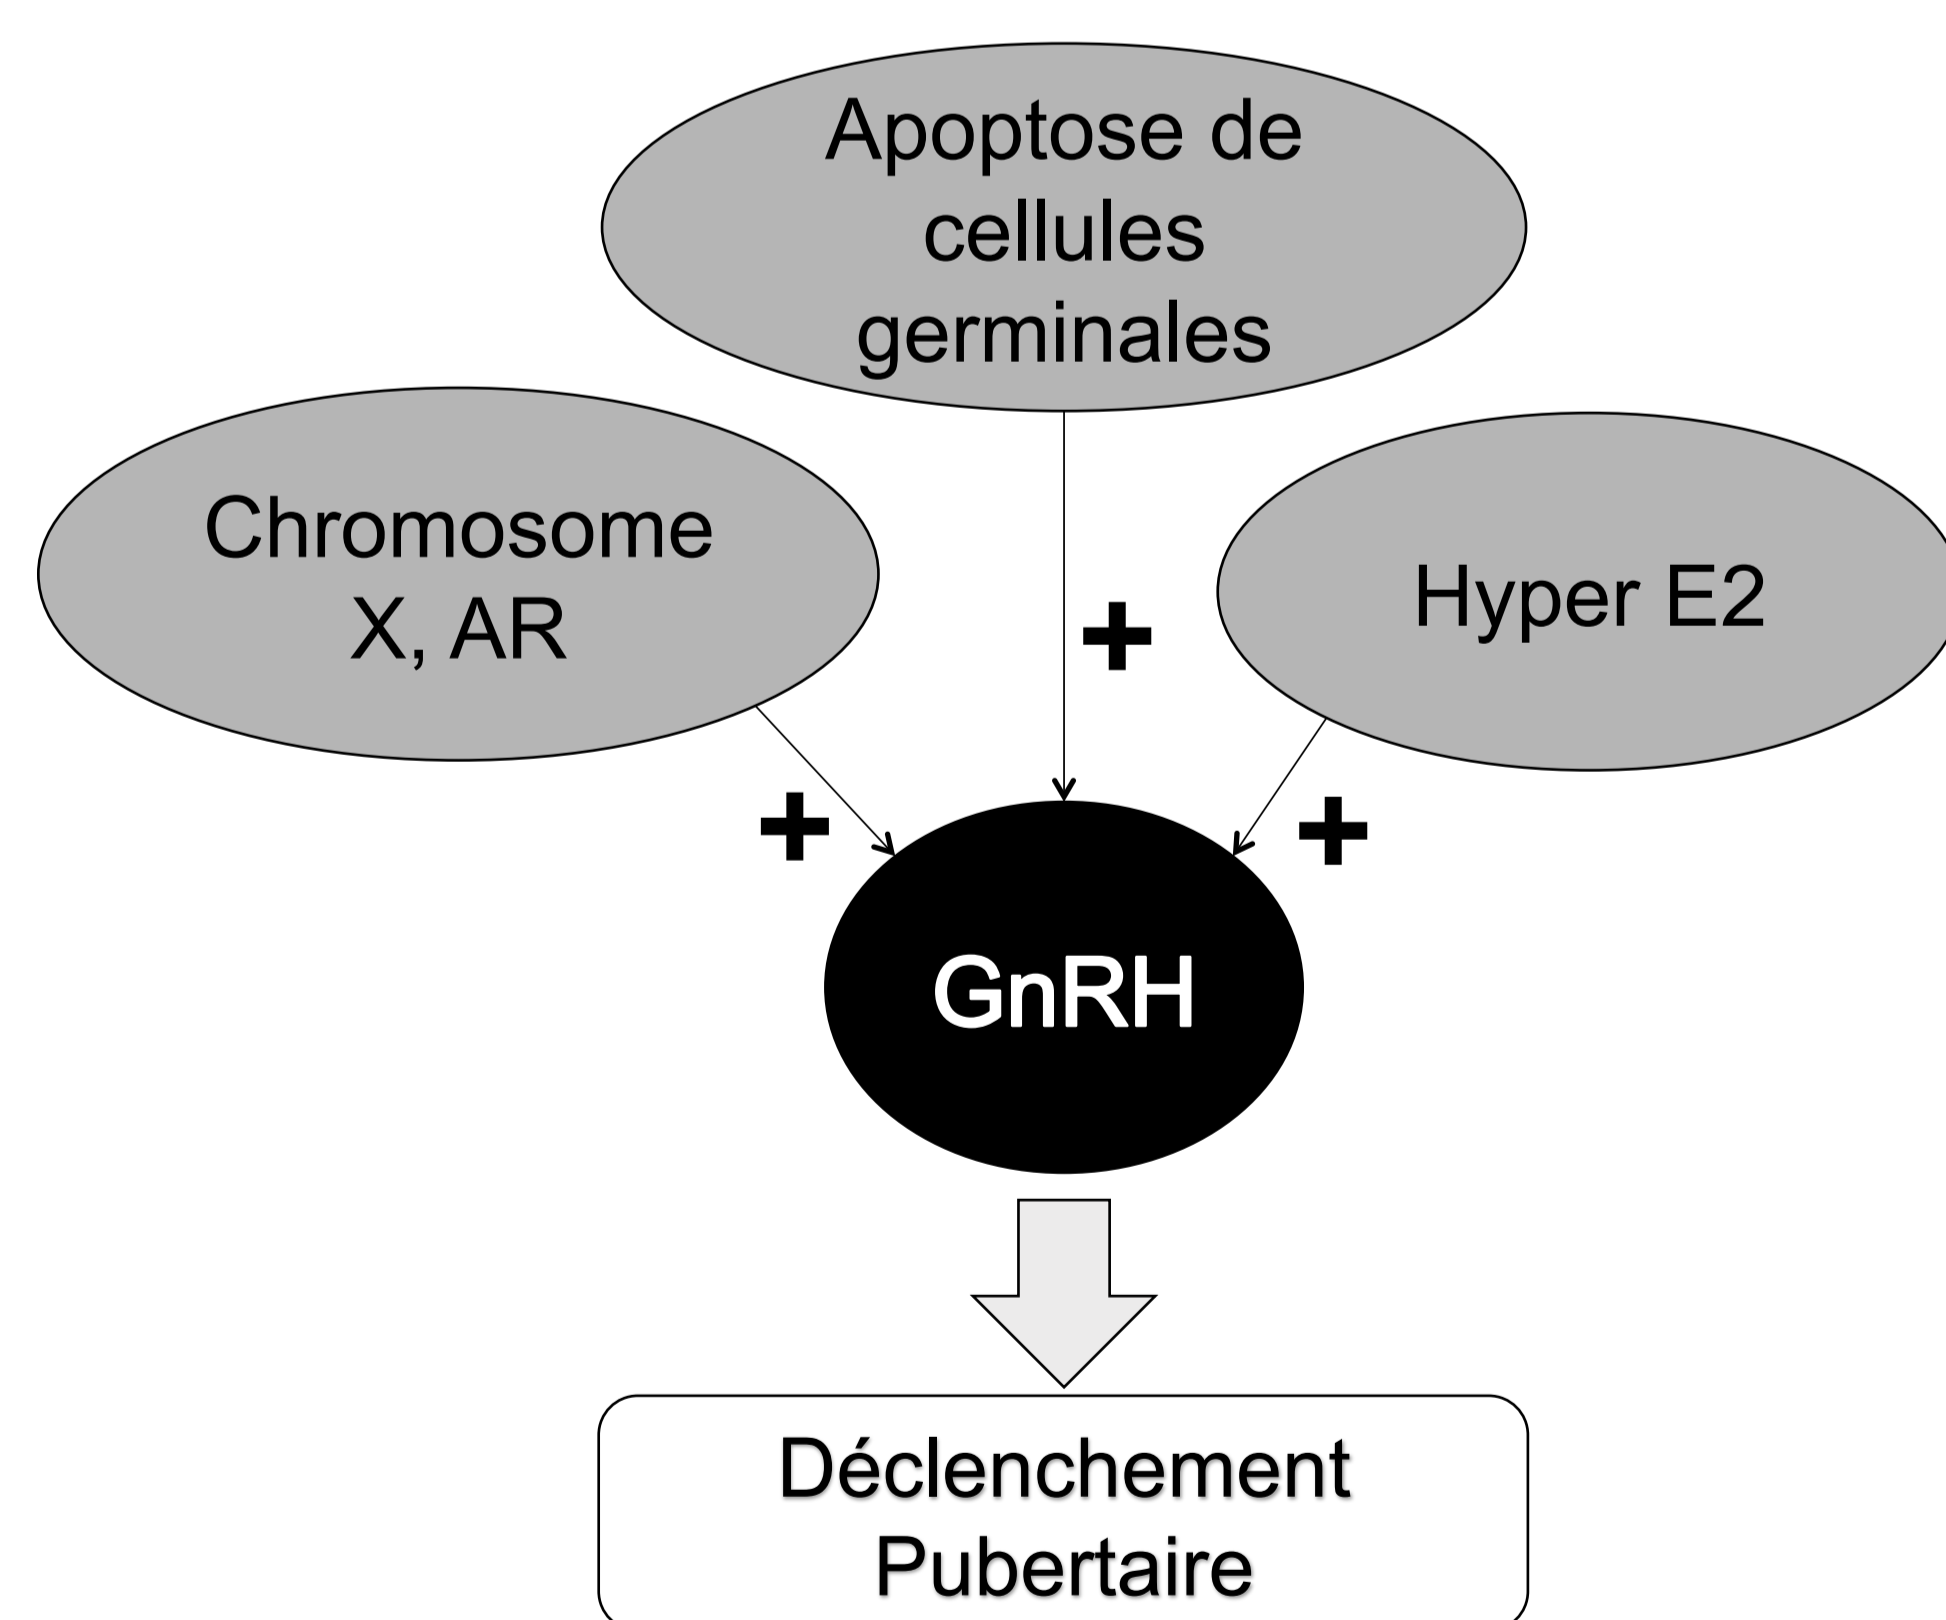 Apoptose de
cellules
germinales
Chromosome
X, AR
Hyper E2
+
+
+
GnRH
Déclenchement
Pubertaire